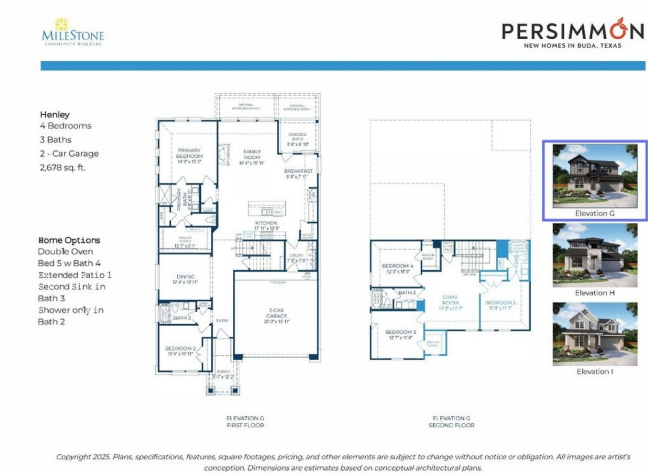 MileStone
COMMUNITY BUILDERS
PERSIMMON
NEW HOMES IN BUDA, TEXAS
Henley
4 Bedrooms
3 Baths
2 - Car Garage
2,678 sq. ft.
Home Options
Double Oven
Bed 5 w Bath 4
Extended Patio 1
Second Sink in
Bath 3
Shower only in
Bath 2
PRIMARY
BEDROOM
FAMILY
ROOM
COVERED
PATIO
BREAKFAST
PRIMARY
BATH
KITCHEN
UTILITY
DINING
2-CAR
GARAGE
BATH
ENTRY
BEDROOM 2
PORCH
BEDROOM 4
GAME
ROOM
BEDROOM 5
BEDROOM 3
ELEVATION G
FIRST FLOOR
ELEVATION G
SECOND FLOOR
Elevation G
Elevation H
Elevation I
Copyright 2025. Plans, specifications, features, square footages, pricing, and other elements are subject to change without notice or obligation. All images are artist's
conception. Dimensions are estimates based on conceptual architectural plans.